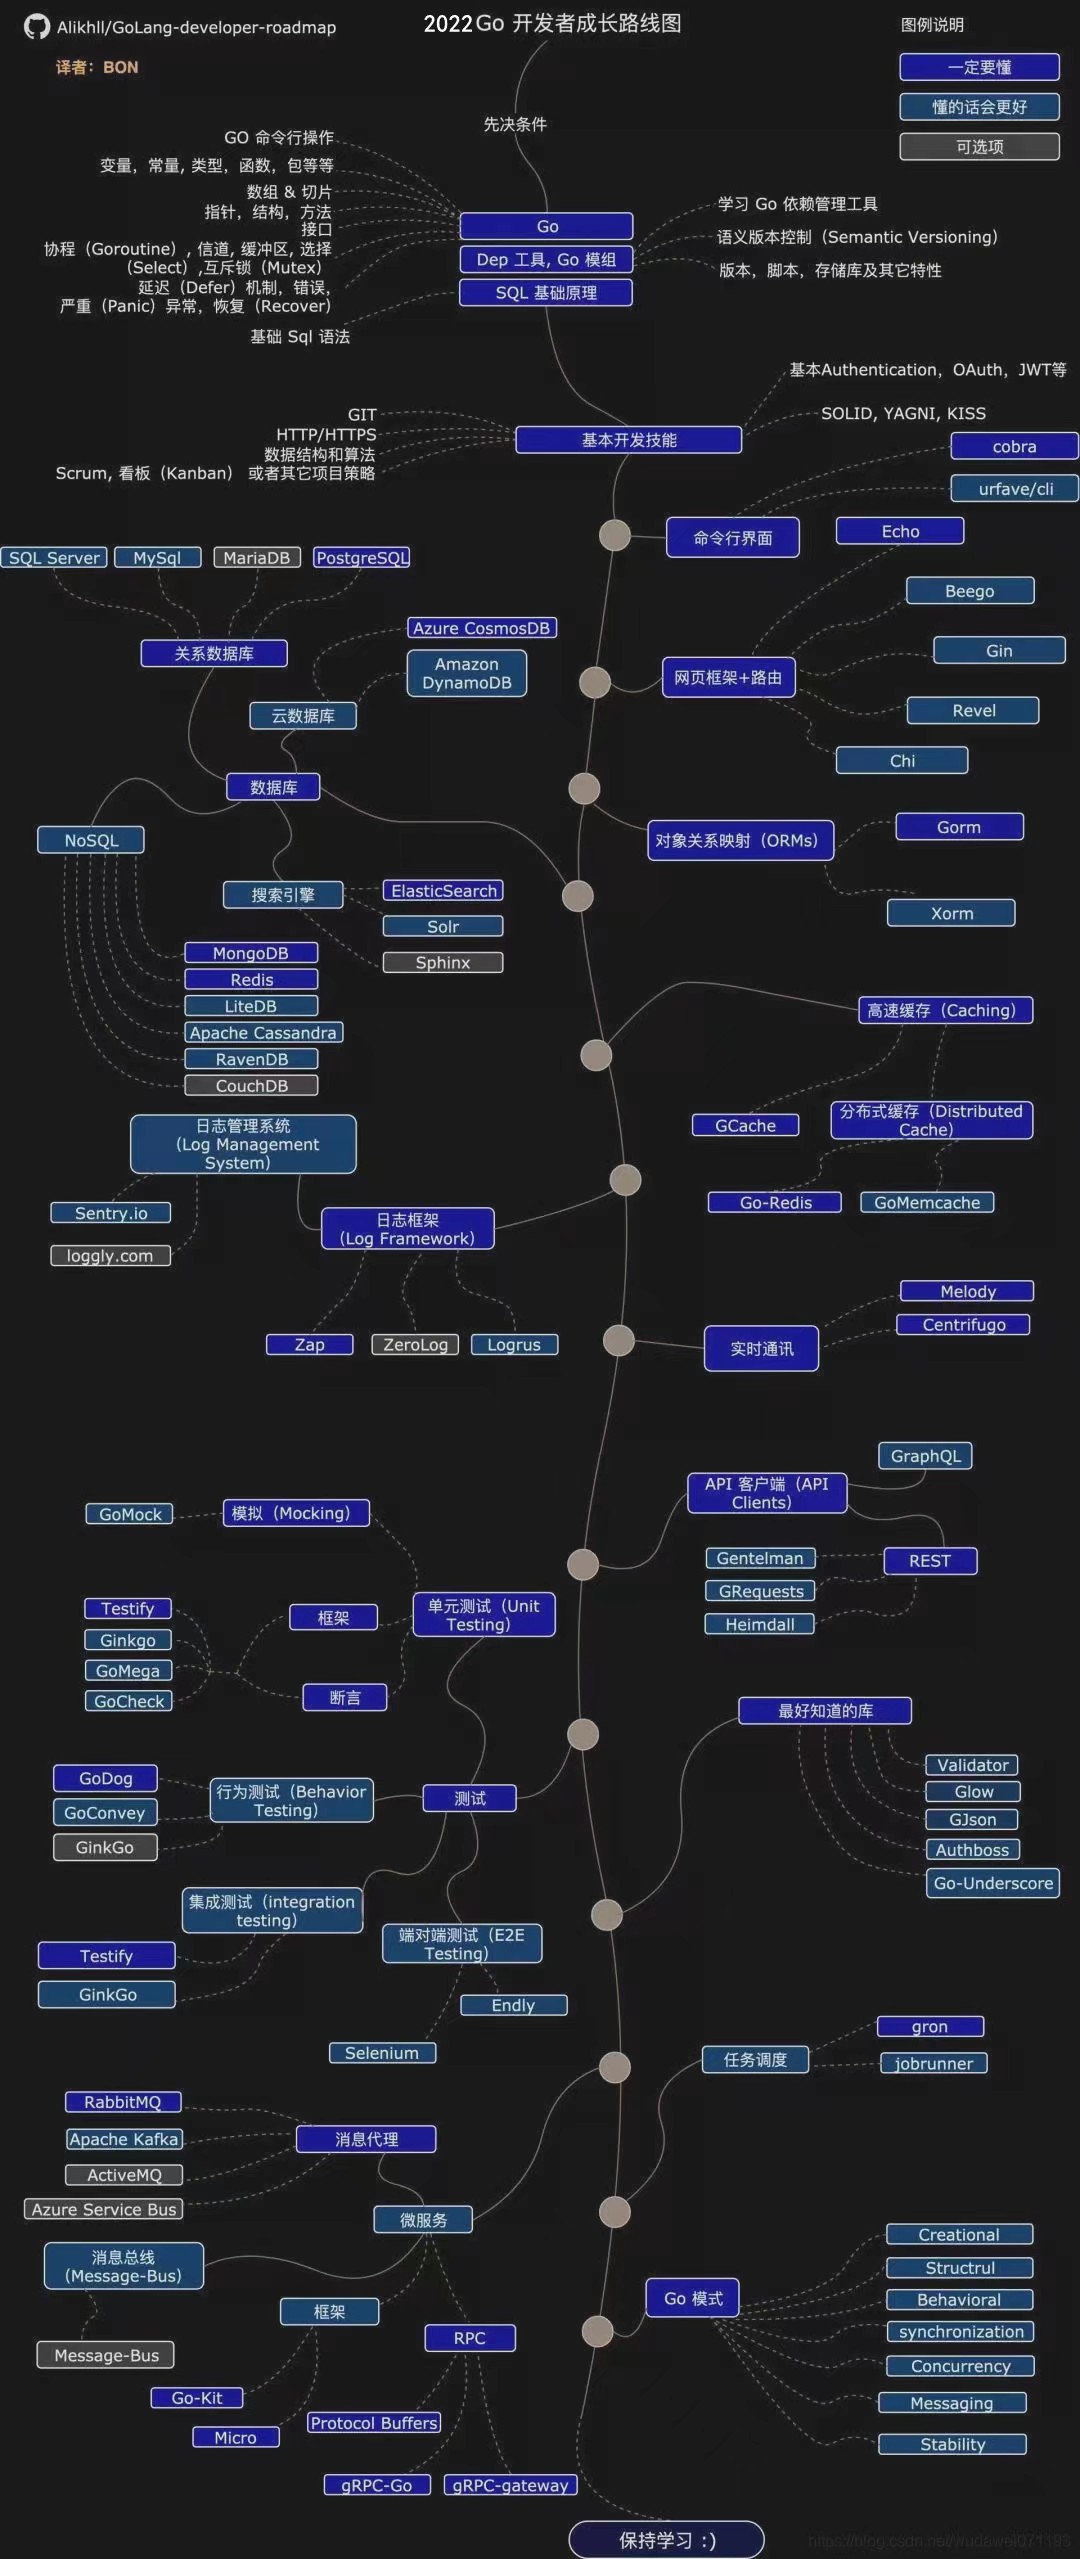 Alikhll/GoLang-developer-roadmap
2022 Go 开发者成长路线图
图例说明
译者：BON
一定要懂
懂的话会更好
可选项
先决条件
GO 命令行操作
变量，常量, 类型，函数，包等等
数组 & 切片
指针，结构，方法
接口
协程（Goroutine）, 信道, 缓冲区, 选择
（Select）,互斥锁（Mutex）
延迟（Defer）机制，错误，
严重（Panic）异常，恢复（Recover）
基础 Sql 语法
Go
Dep 工具, Go 模组
SQL 基础原理
学习 Go 依赖管理工具
语义版本控制（Semantic Versioning）
版本，脚本，存储库及其它特性
基本Authentication，OAuth，JWT等
SOLID, YAGNI, KISS
GIT
HTTP/HTTPS
数据结构和算法
Scrum, 看板（Kanban） 或者其它项目策略
基本开发技能
cobra
urfave/cli
命令行界面
Echo
Beego
Gin
网页框架+路由
Revel
Chi
SQL Server
MySql
MariaDB
PostgreSQL
关系数据库
Azure CosmosDB
Amazon
DynamoDB
云数据库
数据库
NoSQL
搜索引擎
ElasticSearch
Solr
Sphinx
MongoDB
Redis
LiteDB
Apache Cassandra
RavenDB
CouchDB
对象关系映射（ORMs）
Gorm
Xorm
高速缓存（Caching）
GCache
分布式缓存（Distributed
Cache）
Go-Redis
GoMemcache
日志管理系统
（Log Management
System）
Sentry.io
loggly.com
日志框架
（Log Framework）
Zap
ZeroLog
Logrus
实时通讯
Melody
Centrifugo
GraphQL
API 客户端（API
Clients）
REST
Gentelman
GRequests
Heimdall
GoMock
模拟（Mocking）
Testify
Ginkgo
GoMega
GoCheck
框架
断言
单元测试（Unit
Testing）
最好知道的库
Validator
Glow
GJson
Authboss
Go-Underscore
GoDog
GoConvey
GinkGo
行为测试（Behavior
Testing）
测试
集成测试（integration
testing）
Testify
GinkGo
端对端测试（E2E
Testing）
Endly
Selenium
任务调度
gron
jobrunner
RabbitMQ
Apache Kafka
ActiveMQ
Azure Service Bus
消息代理
微服务
消息总线
（Message-Bus）
Message-Bus
框架
Go-Kit
Micro
RPC
Protocol Buffers
gRPC-Go
gRPC-gateway
Go 模式
Creational
Structrul
Behavioral
synchronization
Concurrency
Messaging
Stability
保持学习 :)
https://blog.csdn.net/wudawei071193